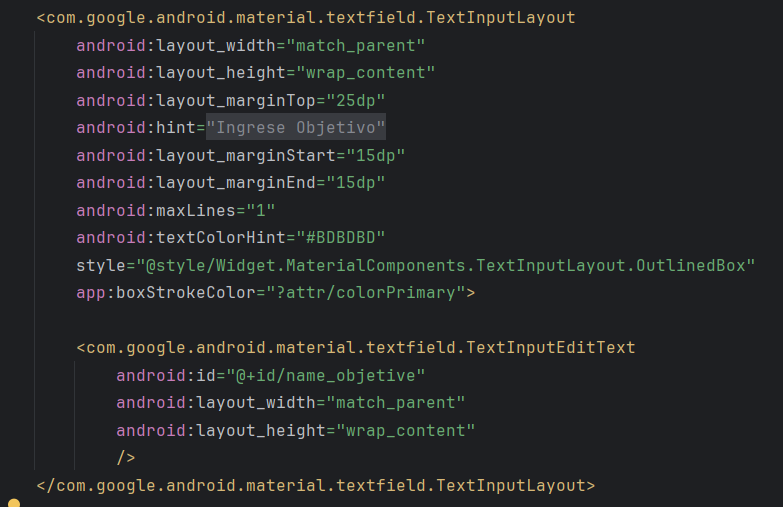 <com.google.android.material.textfield.TextInputLayout
android:layout_width="match_parent"
android:layout_height="wrap_content"
android:layout_marginTop="25dp"
android:hint="Ingrese Objetivo"
android:layout_marginStart="15dp"
android:layout_marginEnd="15dp"
android:maxLines="1"
android:textColorHint="#BDBDBD"
style="@style/Widget.MaterialComponents.TextInputLayout.OutlinedBox"
app:boxStrokeColor="?attr/colorPrimary">
<com.google.android.material.textfield.TextInputEditText
android:id="@+id/name_objetive"
android:layout_width="match_parent"
android:layout_height="wrap_content"
/>
</com.google.android.material.textfield.TextInputLayout>